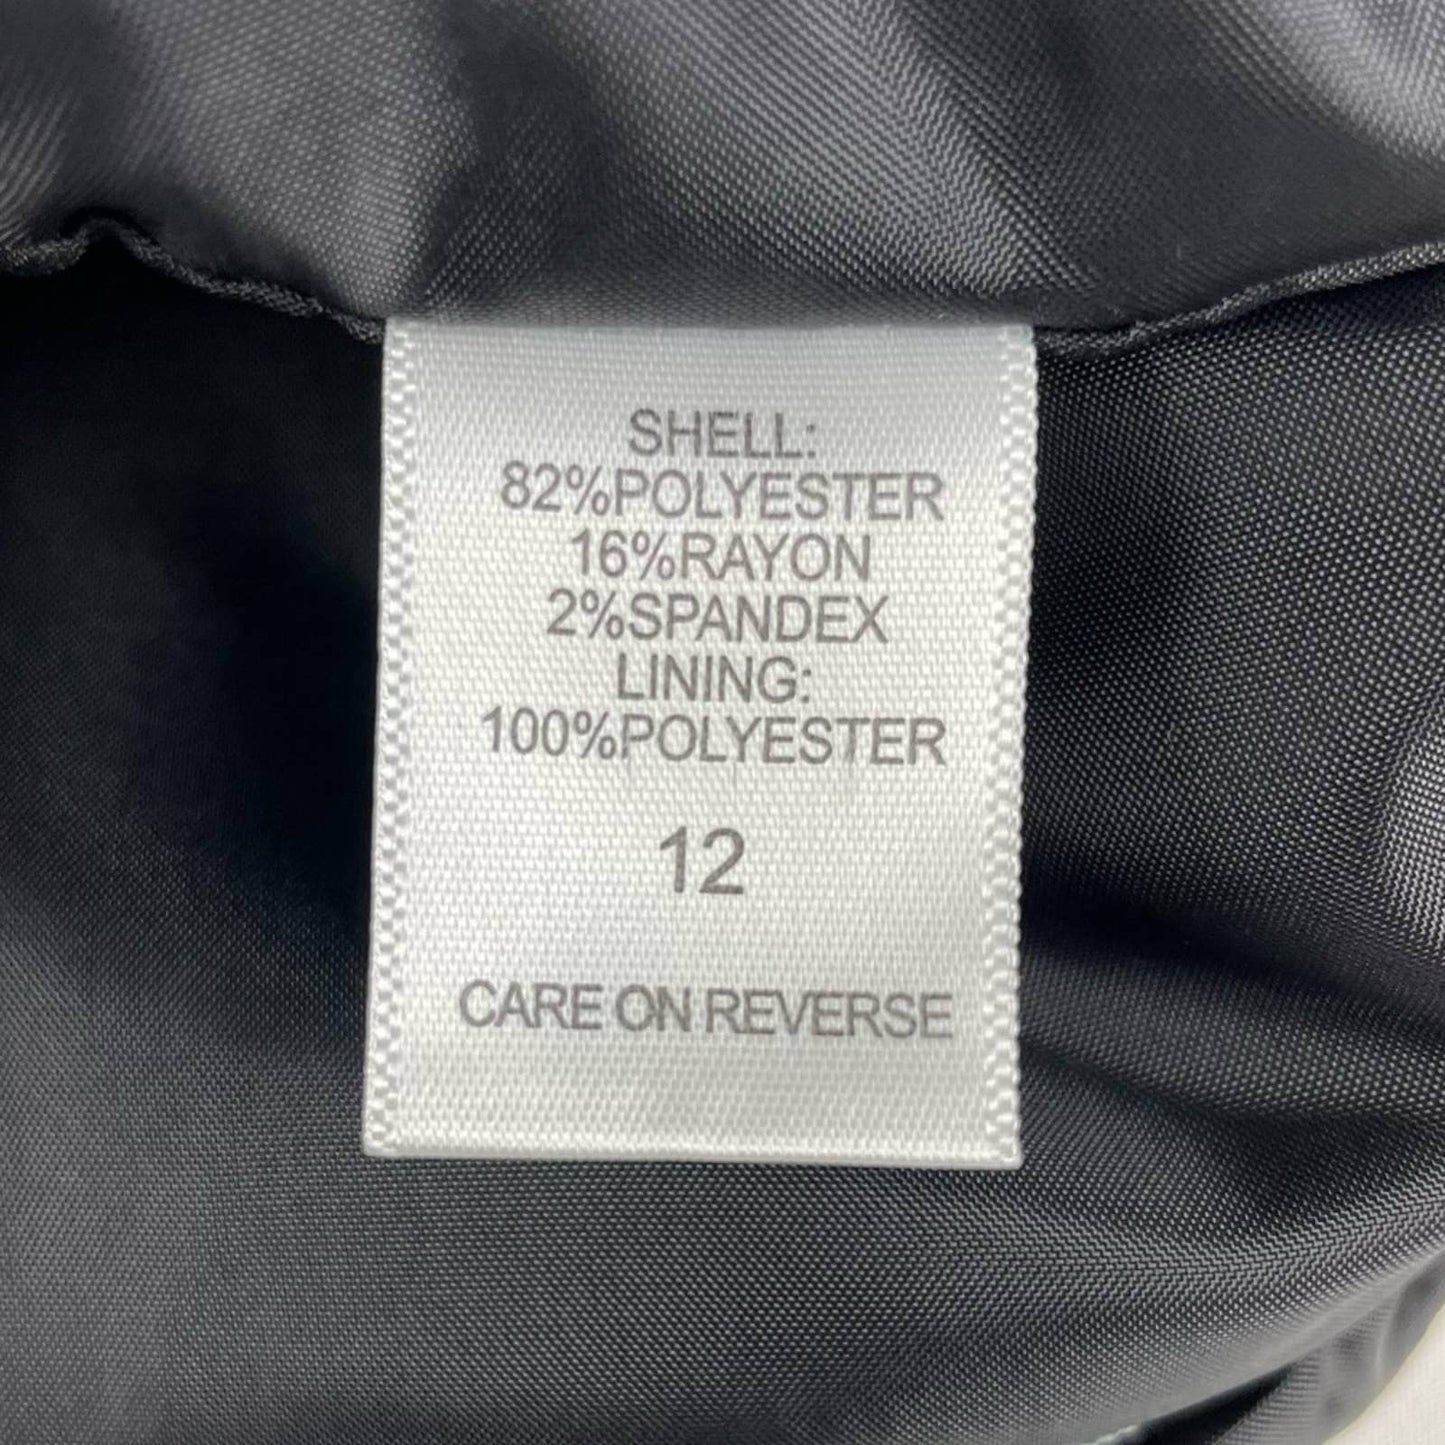 SHELL:
82%POLYESTER
16%RAYON
2%SPANDEX
LINING:
100%POLYESTER
12
CARE ON REVERSE